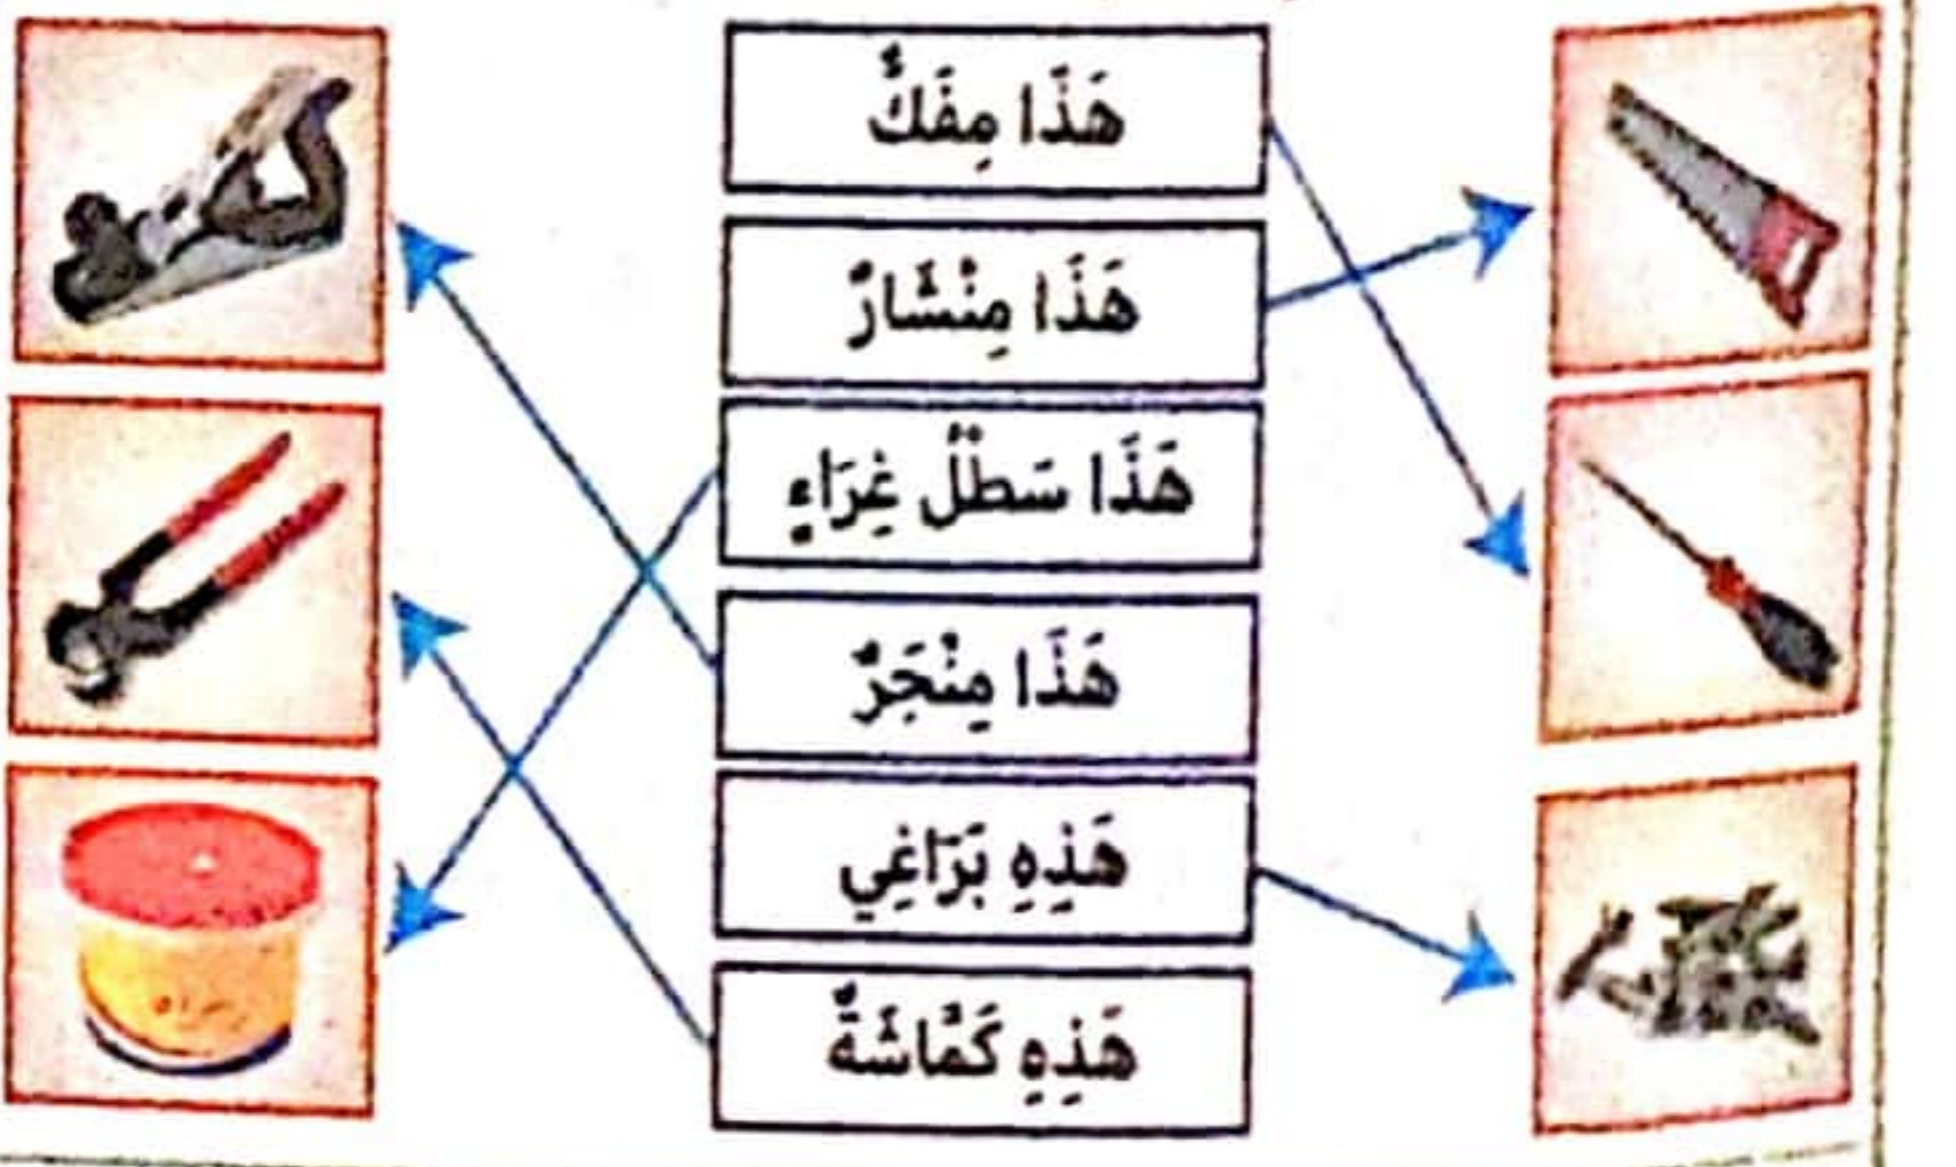 هَذَا مِفَكٌّ
هَذَا مِنْشَارٌ
هَذَا سَطْلُ غِرَاءٍ
هَذَا مِنْجَرٌ
هَذِهِ بَرَاغِي
هَذِهِ كَمَّاشَةٌ